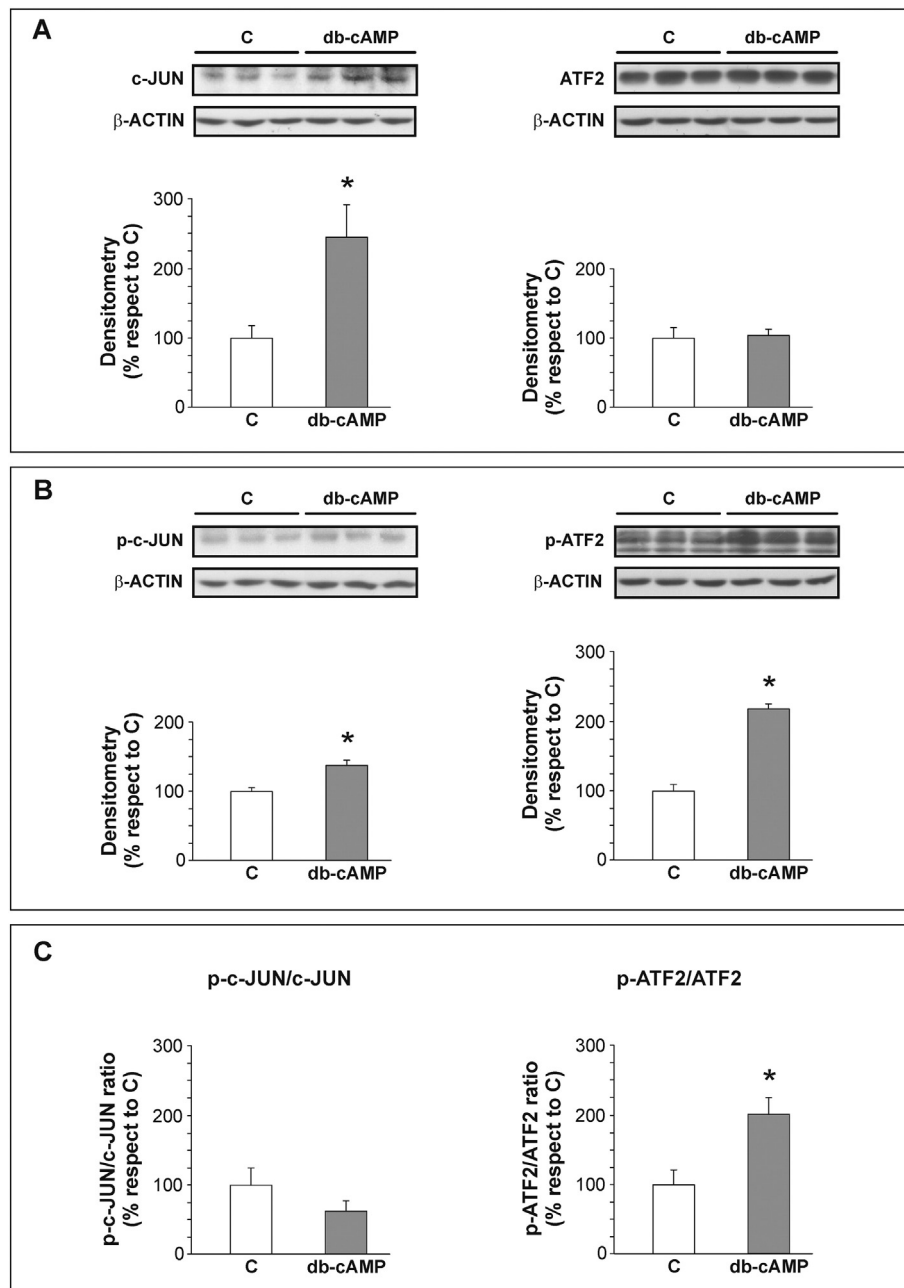 A
C db-cAMP
c-JUN
β-ACTIN
C db-cAMP
ATF2
β-ACTIN
Densitometry
(% respect to C)
300
200
100
0
*
C db-cAMP
Densitometry
(% respect to C)
200
100
0
C db-cAMP
B
C db-cAMP
p-c-JUN
β-ACTIN
C db-cAMP
p-ATF2
β-ACTIN
Densitometry
(% respect to C)
200
100
0
*
C db-cAMP
Densitometry
(% respect to C)
300
200
100
0
*
C db-cAMP
C
p-c-JUN/c-JUN
p-c-JUN/c-JUN ratio
(% respect to C)
300
200
100
0
C db-cAMP
p-ATF2/ATF2
p-ATF2/ATF2 ratio
(% respect to C)
300
200
100
0
*
C db-cAMP